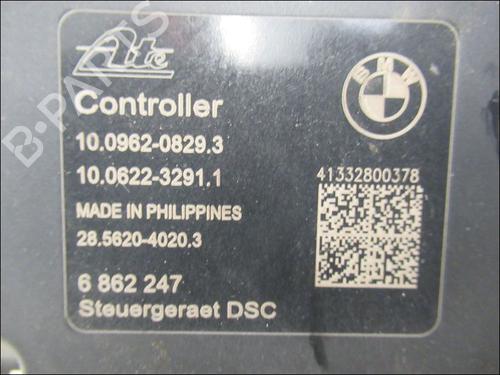 Ate
BMW
Controller
10.0962-0829.3
10.0622-3291.1
41332800378
MADE IN PHILIPPINES
28.5620-4020.3
6 862 247
Steuergeraet DSC
B-PARTS